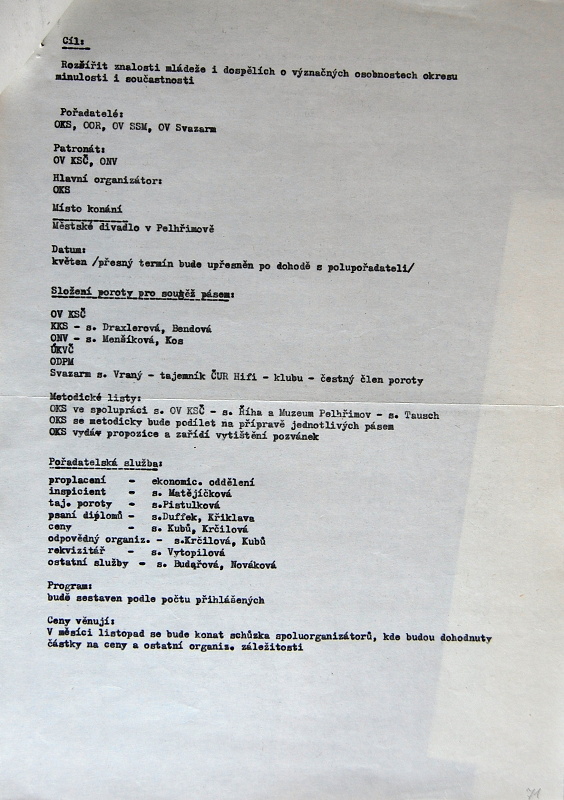 Cíl:
Rozšířit znalosti mládeže i dospělích o význačných osobnostech okresu
minulosti i součastnosti
Pořadatelé:
OKS, OOR, OV SSM, OV Svazarm
Patronát:
OV KSČ, ONV
Hlavní organizátor:
OKS
Místo konání
Městské divadlo v Pelhřimově
Datum:
květen /přesný termín bude upřesněn po dohodě s polupořadateli/
Složení poroty pro soutěž pásem:
OV KSČ
KKS - s. Draxlerová, Bendová
ONV - s. Menšíková, Kos
ÚKVČ
ODPM
Svazarm s. Vraný - tajemník ČUR Hifi - klubu - čestný člen poroty
Metodické listy:
OKS ve spolupráci s. OV KSČ - s. Říha a Muzeum Pelhřimov - s. Tausch
OKS se metodicky bude podílet na přípravě jednotlivých pásem
OKS vydáv propozice a zařídí vytištění pozvánek
Pořadatelská služba:
proplacení - ekonomic. oddělení
inspicient - s. Matějíčková
taj. poroty - s.Pistulková
psaní diplomů - s.Duffek, Křiklava
ceny - s. Kubů, Krčilová
odpovědný organiz. - s.Krčilová, Kubů
rekvizitář - s. Vytopilová
ostatní služby - s. Budařová, Nováková
Program:
budě sestaven podle počtu přihlášených
Ceny věnují:
V měsíci listopad se bude konat schůzka spoluorganizátorů, kde budou dohodnuty
částky na ceny a ostatní organis. záležitosti